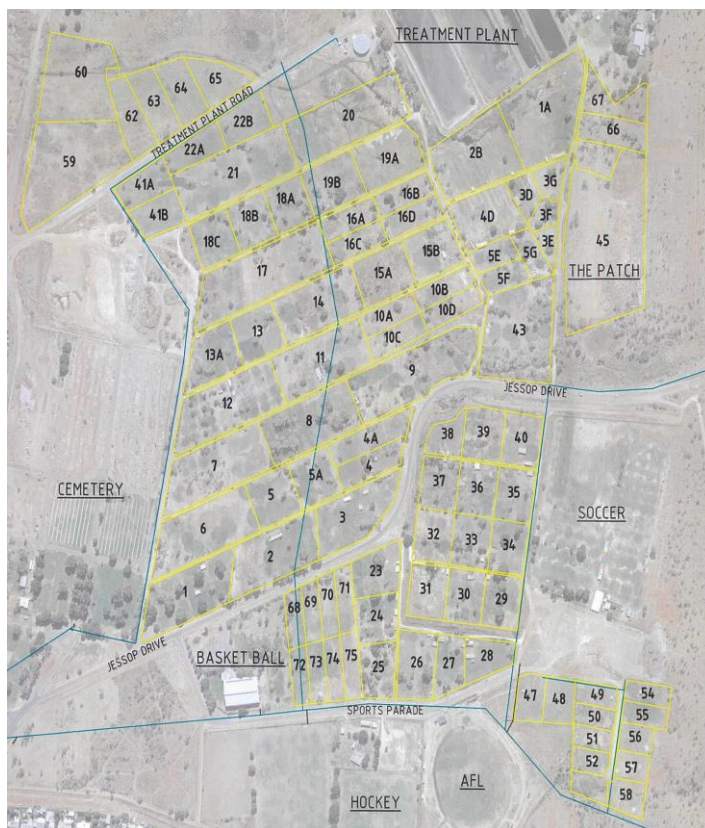 TREATMENT PLANT
60
65
64
63
62
67
66
1A
20
22B
TREATMENT PLANT ROAD
22A
59
2B
19A
21
41A
19B
3G
3D
16B
18A
41B
18B
16A
16D
4D
3F
18C
16C
3E
45
15B
5E
5G
17
15A
5F
THE PATCH
10B
14
10D
10A
13
43
10C
13A
11
9
JESSOP DRIVE
12
8
38
39
40
4A
7
4
5A
37
36
35
CEMETERY
5
3
SOCCER
6
32
33
34
2
23
31
30
29
1
68
69
70
71
24
JESSOP DRIVE
BASKET BALL
72
73
74
75
25
26
27
28
47
48
49
54
SPORTS PARADE
50
55
51
56
52
57
AFL
58
HOCKEY